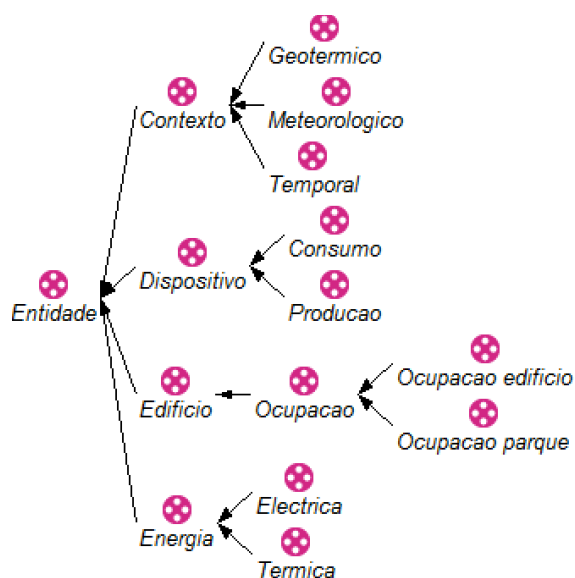 Geotermico
Contexto
Meteorologico
Temporal
Consumo
Dispositivo
Entidade
Producao
Ocupacao edificio
Edificio
Ocupacao
Ocupacao parque
Electrica
Energia
Termica